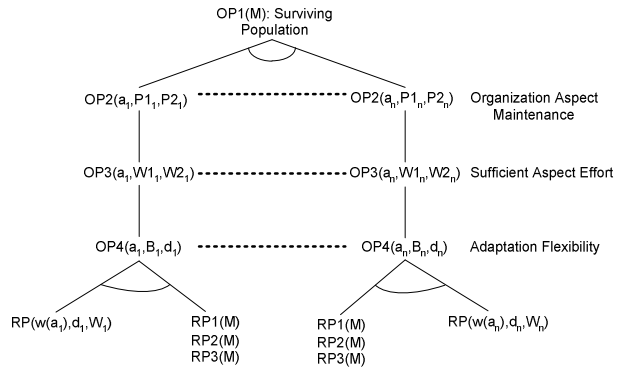 OP1(M): Surviving
Population
OP2(a₁,P1₁,P2₁)
OP2(aₙ,P1ₙ,P2ₙ)
Organization Aspect
Maintenance
OP3(a₁,W1₁,W2₁)
OP3(aₙ,W1ₙ,W2ₙ)
Sufficient Aspect Effort
OP4(a₁,B₁,d₁)
OP4(aₙ,Bₙ,dₙ)
Adaptation Flexibility
RP(w(a₁),d₁,W₁)
RP1(M)
RP2(M)
RP3(M)
RP1(M)
RP2(M)
RP3(M)
RP(w(aₙ),dₙ,Wₙ)